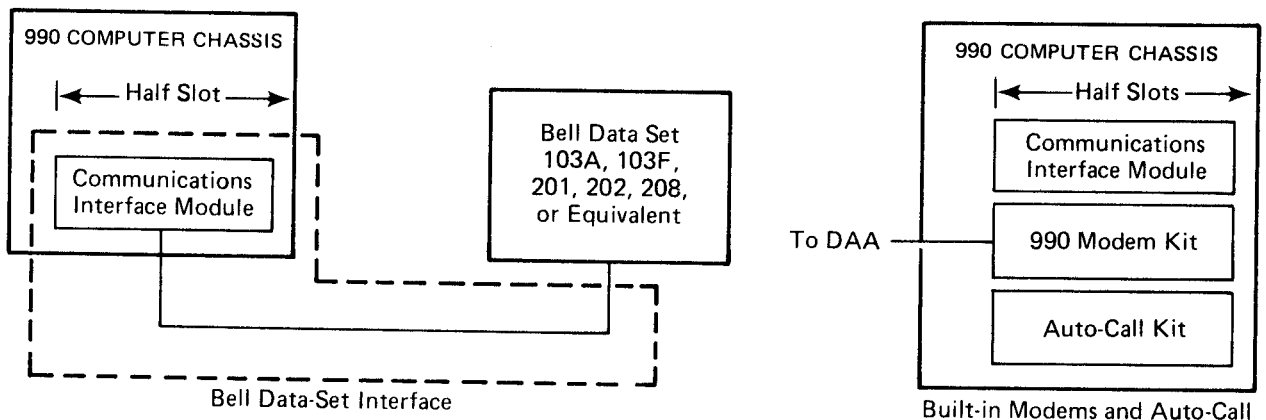 990 COMPUTER CHASSIS
Half Slot
Communications
Interface Module
Bell Data Set
103A, 103F,
201, 202, 208,
or Equivalent
Bell Data-Set Interface
990 COMPUTER CHASSIS
Half Slots
Communications
Interface Module
To DAA
990 Modem Kit
Auto-Call Kit
Built-in Modems and Auto-Call